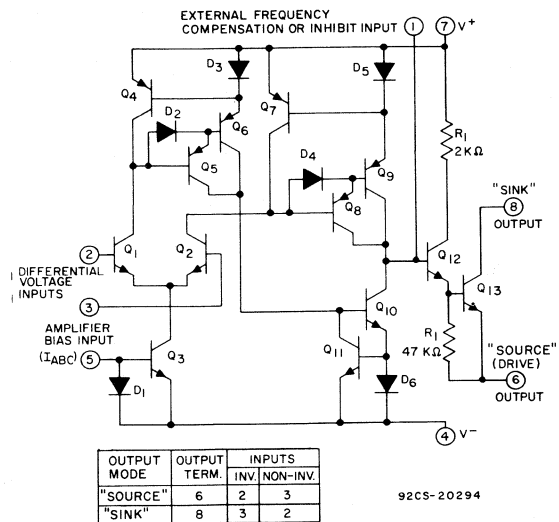 EXTERNAL FREQUENCY
COMPENSATION OR INHIBIT INPUT
1
7 V+
D3
D5
Q4
Q6
Q7
D2
R1
2KΩ
Q5
D4
Q9
"SINK"
8
OUTPUT
Q8
2
Q1
Q2
Q12
Q13
DIFFERENTIAL
VOLTAGE
INPUTS
3
Q10
AMPLIFIER
BIAS INPUT
(IABC)
5
Q3
Q11
R1
47 KΩ
"SOURCE"
(DRIVE)
6
OUTPUT
D1
D6
4 V-
OUTPUT MODE
OUTPUT TERM.
INPUTS
INV. NON-INV.
"SOURCE" 6 2 3
"SINK" 8 3 2
92CS-20294